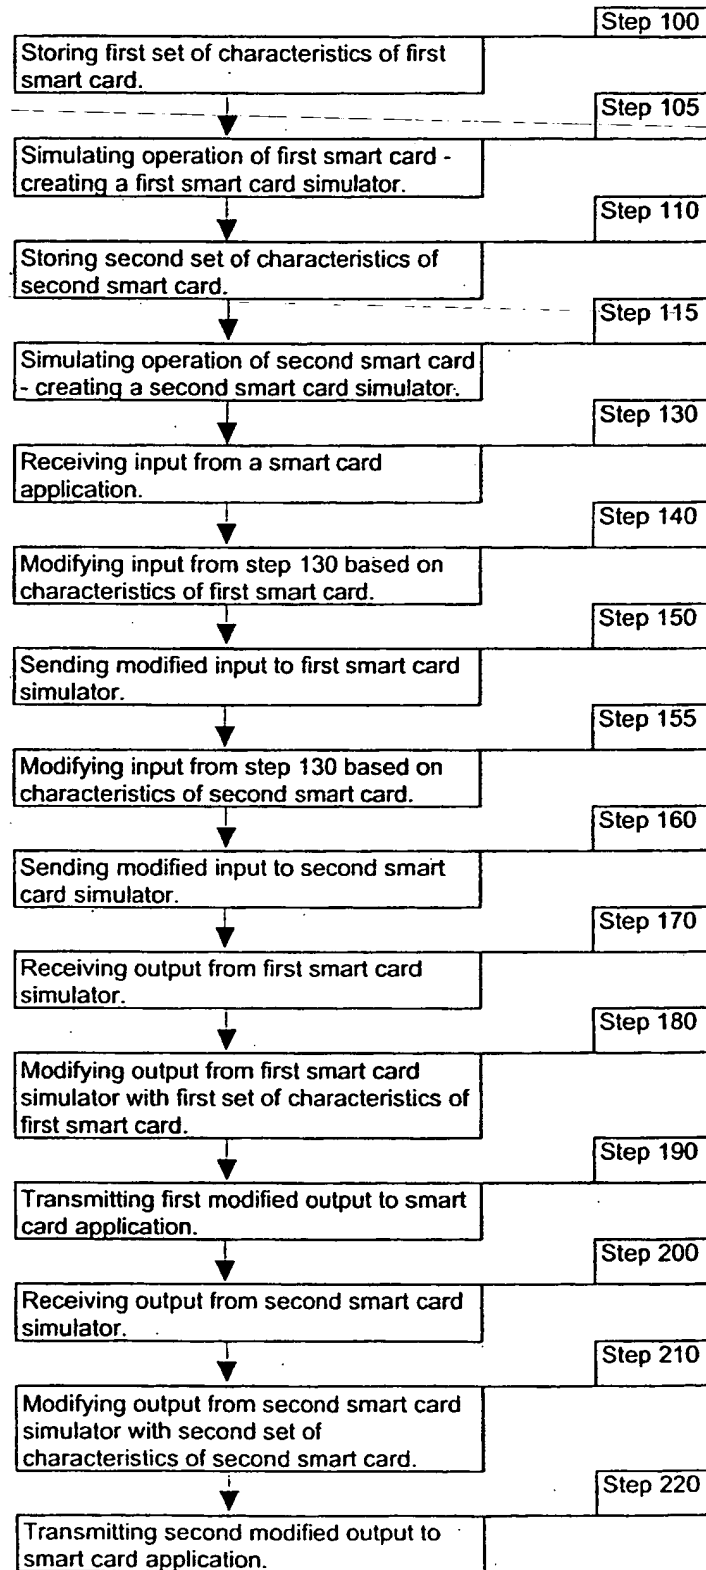 Step 100
Storing first set of characteristics of first
smart card.
Step 105
Simulating operation of first smart card -
creating a first smart card simulator.
Step 110
Storing second set of characteristics of
second smart card.
Step 115
Simulating operation of second smart card
- creating a second smart card simulator.
Step 130
Receiving input from a smart card
application.
Step 140
Modifying input from step 130 based on
characteristics of first smart card.
Step 150
Sending modified input to first smart card
simulator.
Step 155
Modifying input from step 130 based on
characteristics of second smart card.
Step 160
Sending modified input to second smart
card simulator.
Step 170
Receiving output from first smart card
simulator.
Step 180
Modifying output from first smart card
simulator with first set of characteristics of
first smart card.
Step 190
Transmitting first modified output to smart
card application.
Step 200
Receiving output from second smart card
simulator.
Step 210
Modifying output from second smart card
simulator with second set of
characteristics of second smart card.
Step 220
Transmitting second modified output to
smart card application.